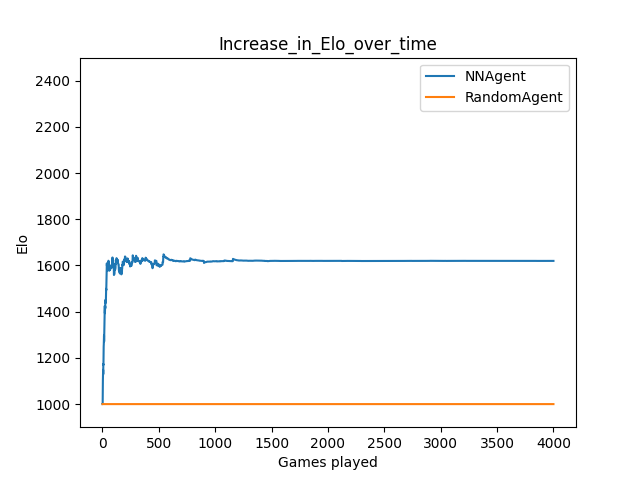 Increase_in_Elo_over_time
NNAgent
RandomAgent
2400
2200
2000
1800
1600
1400
1200
1000
Elo
0 500 1000 1500 2000 2500 3000 3500 4000
Games played